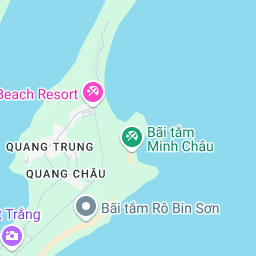 Beach Resort
Bãi tắm
Minh Châu
QUANG TRUNG
QUANG CHÂU
Bãi tắm Rô Bin Sơn
Trắng